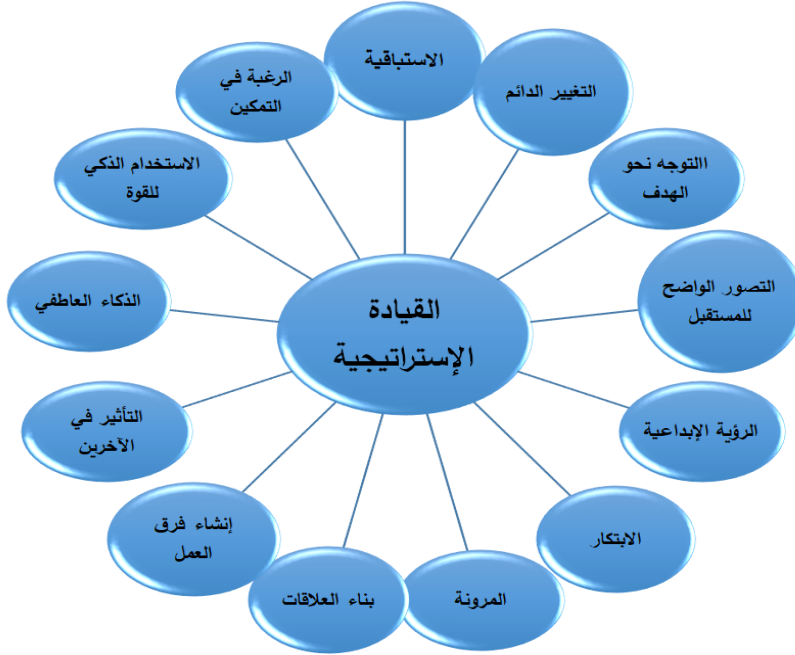 القيادة
الإستراتيجية
الاستباقية
التغيير الدائم
االتوجه نحو
الهدف
التصور الواضح
للمستقبل
الرؤية الإبداعية
الابتكار
المرونة
بناء العلاقات
إنشاء فرق
العمل
التأثير في
الآخرين
الذكاء العاطفي
الاستخدام الذكي
للقوة
الرغبة في
التمكين